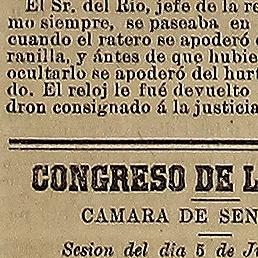 El Sr. del Rio, jefe de la re
mo siempre, se paseaba en
cuando el ratero se apoderó
ranilla, y ántes de que hubie
ocultarlo se apoderó del hurt
do. El reloj le fué devuelto
dron consignado á la justicia
CONGRESO DE L
CAMARA DE SEN
Sesion del dia 5 de Ju